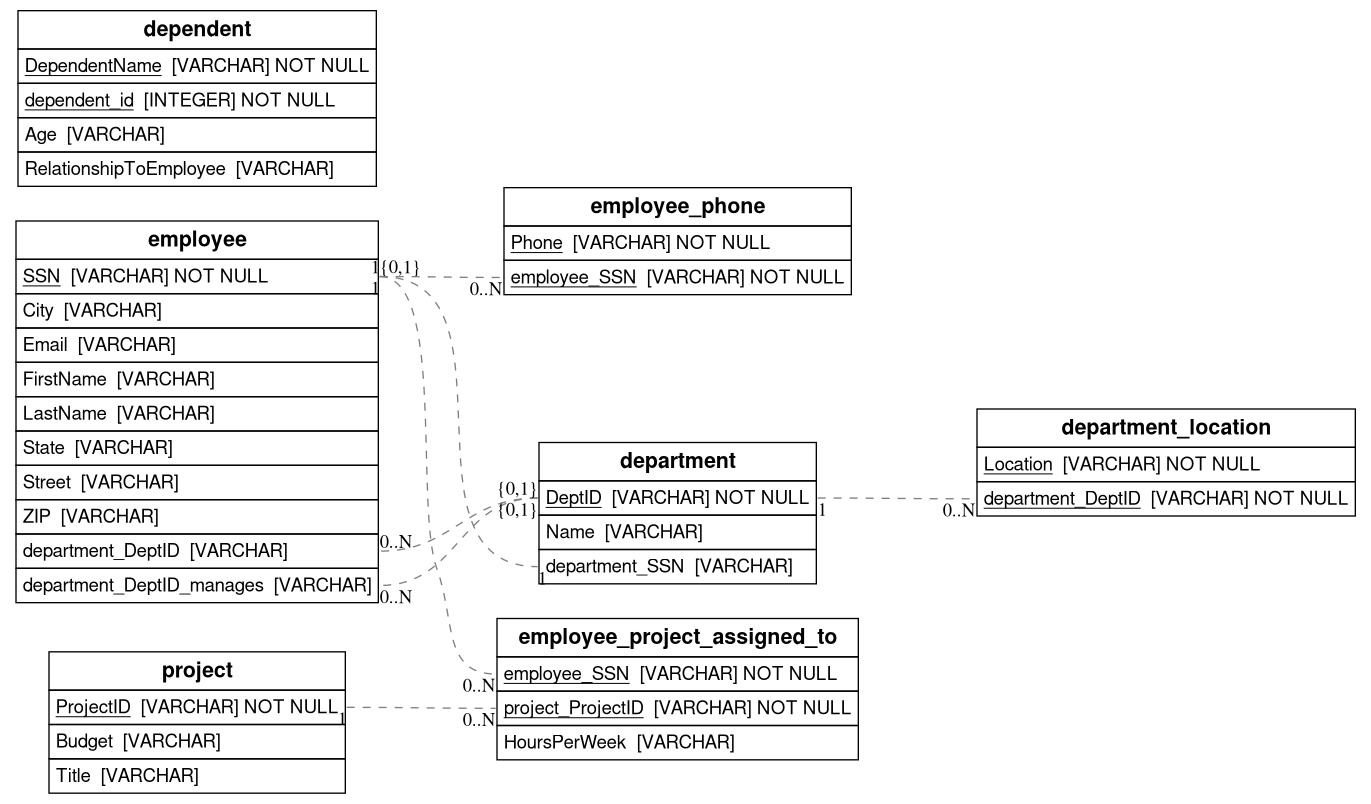 dependent
DependentName [VARCHAR] NOT NULL
dependent_id [INTEGER] NOT NULL
Age [VARCHAR]
RelationshipToEmployee [VARCHAR]
employee
SSN [VARCHAR] NOT NULL
City [VARCHAR]
Email [VARCHAR]
FirstName [VARCHAR]
LastName [VARCHAR]
State [VARCHAR]
Street [VARCHAR]
ZIP [VARCHAR]
department_DeptID [VARCHAR]
department_DeptID_manages [VARCHAR]
1
{0,1}
1
0..N
0..N
employee_phone
Phone [VARCHAR] NOT NULL
employee_SSN [VARCHAR] NOT NULL
0..N
department
DeptID [VARCHAR] NOT NULL
Name [VARCHAR]
department_SSN [VARCHAR]
{0,1}
{0,1}
1
1
department_location
Location [VARCHAR] NOT NULL
department_DeptID [VARCHAR] NOT NULL
0..N
project
ProjectID [VARCHAR] NOT NULL
Budget [VARCHAR]
Title [VARCHAR]
1
employee_project_assigned_to
employee_SSN [VARCHAR] NOT NULL
project_ProjectID [VARCHAR] NOT NULL
HoursPerWeek [VARCHAR]
0..N
0..N